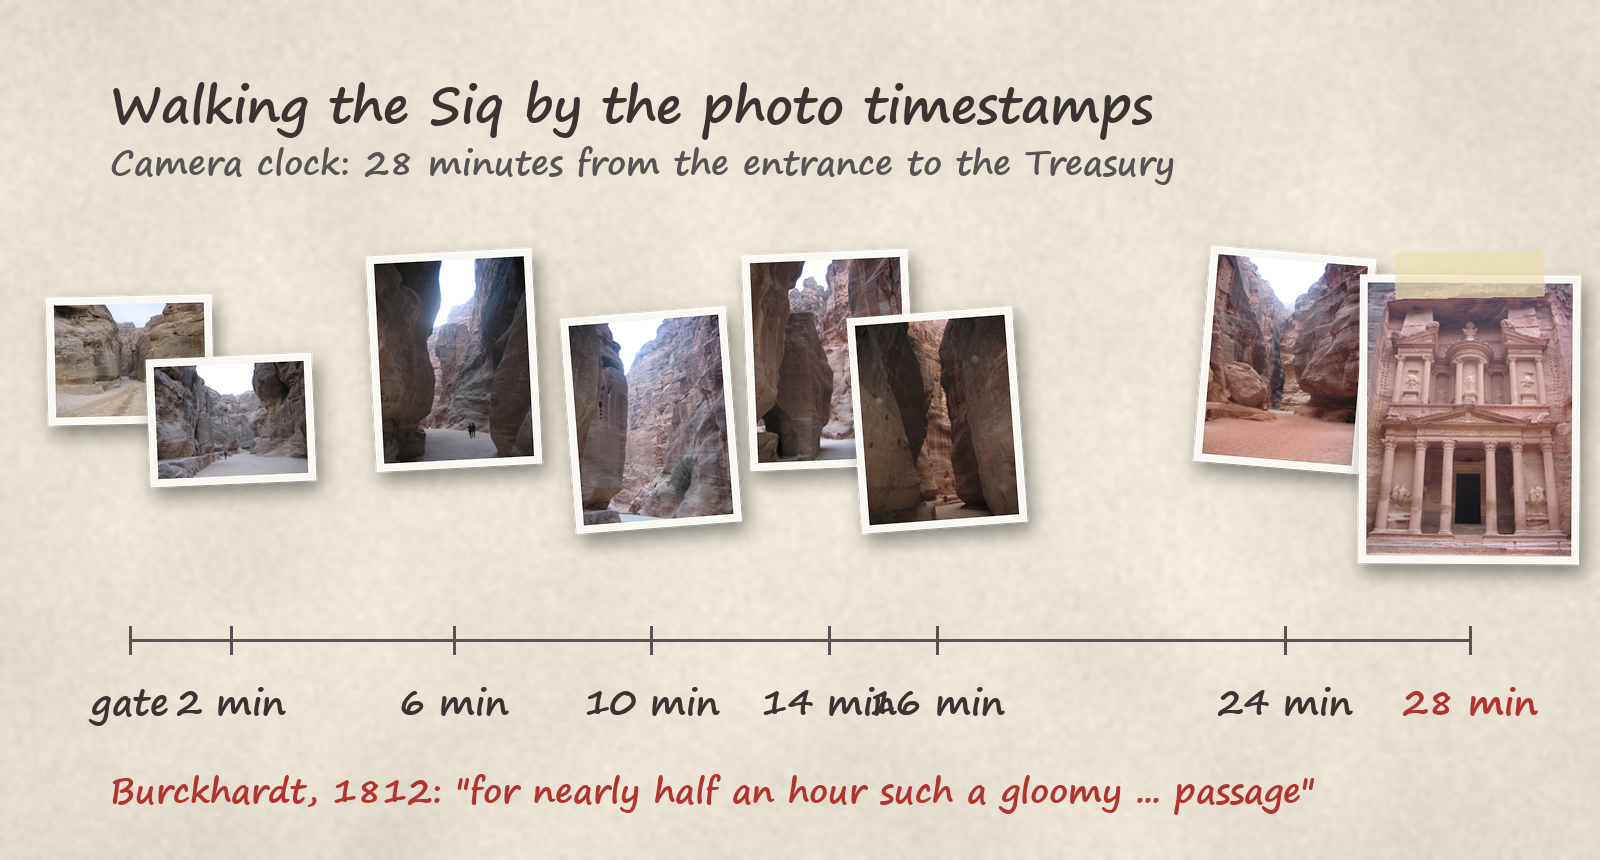 Walking the Siq by the photo timestamps
Camera clock: 28 minutes from the entrance to the Treasury
gate 2 min 6 min 10 min 14 min 16 min 24 min 28 min
Burckhardt, 1812: "for nearly half an hour such a gloomy ... passage"